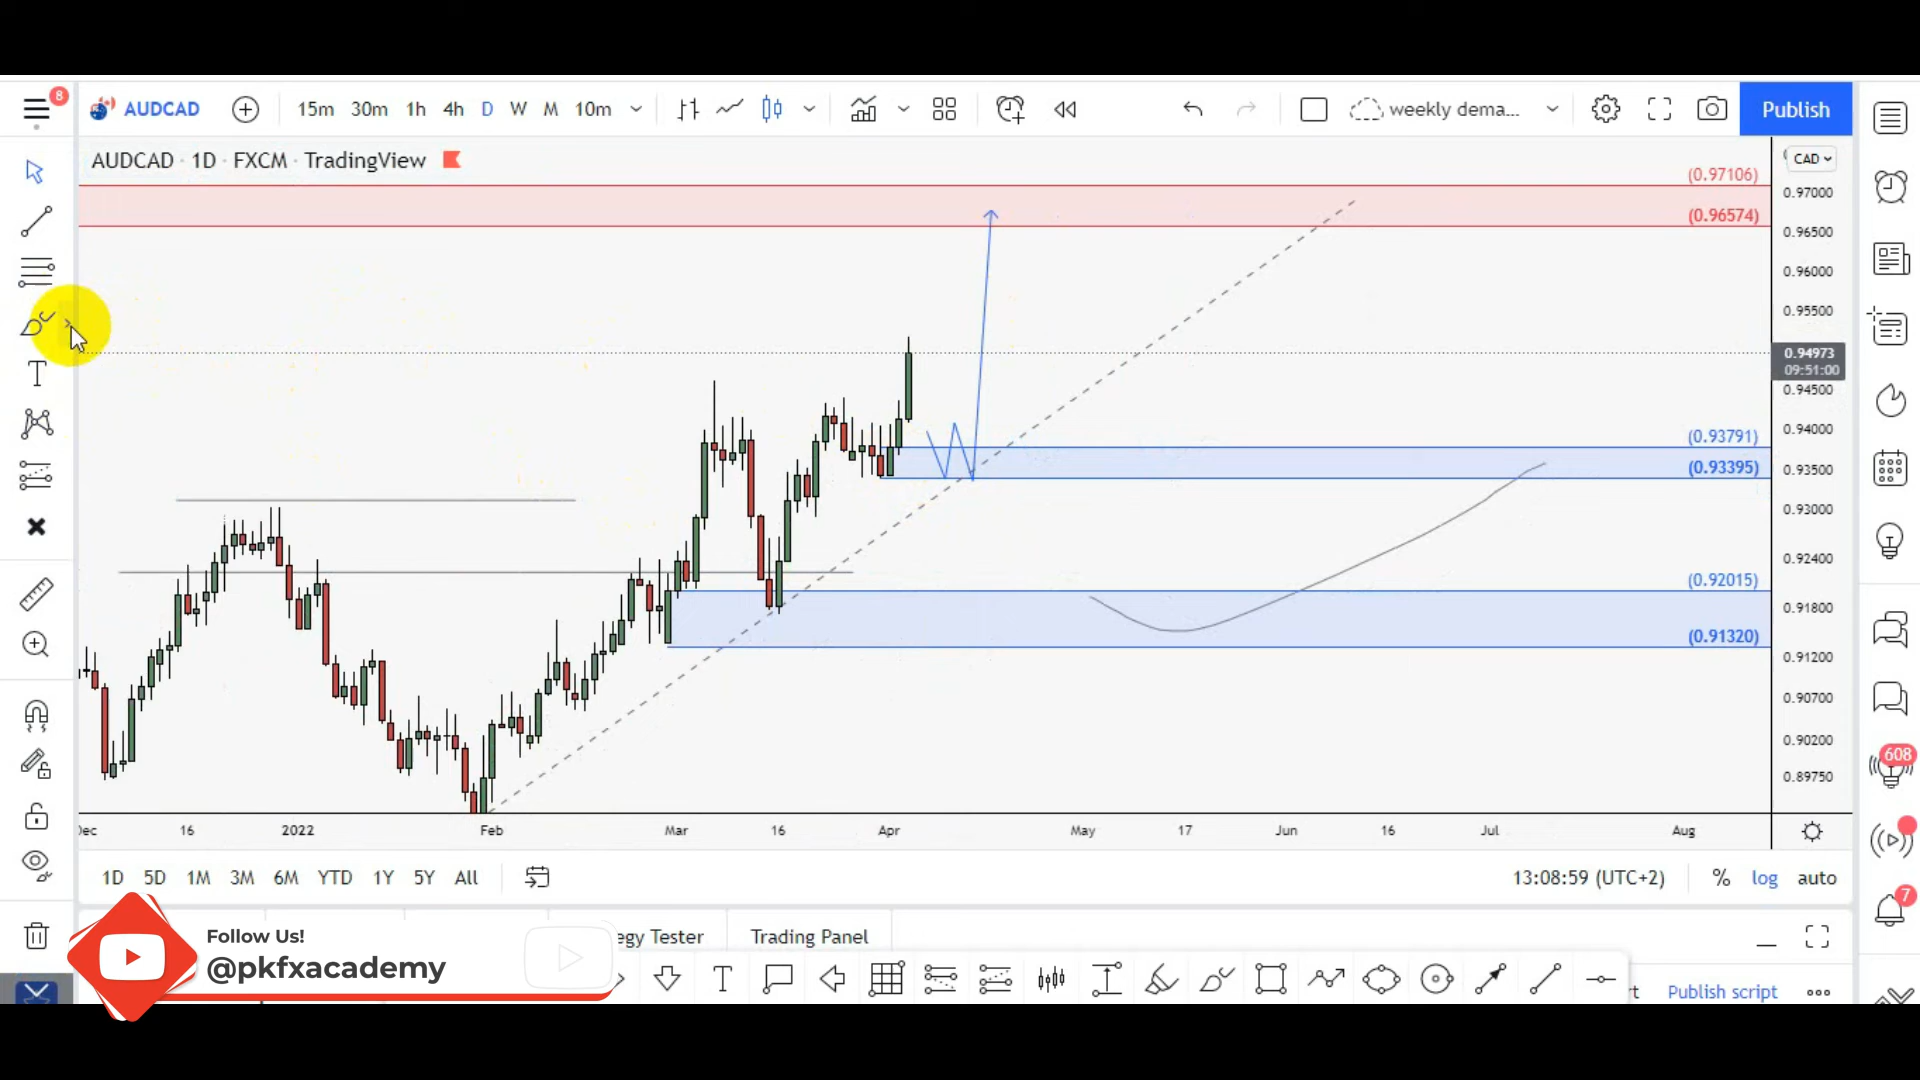 8
AUDCAD
15m 30m 1h 4h D W M 10m
weekly dema...
Publish
AUDCAD · 1D · FXCM · TradingView
CAD
(0.97106)
0.97000
(0.96574)
0.96500
0.96000
0.95500
0.94973
09:51:00
0.94500
0.94000
(0.93791)
(0.93395)
0.93500
0.93000
0.92400
(0.92015)
0.91800
(0.91320)
0.91200
0.90700
0.90200
0.89750
608
7
Dec 16 2022 Feb Mar 16 Apr May 17 Jun 16 Jul Aug
1D 5D 1M 3M 6M YTD 1Y 5Y All
13:08:59 (UTC+2) % log auto
egy Tester Trading Panel
Follow Us!
@pkfxacademy
T
T
rt Publish script